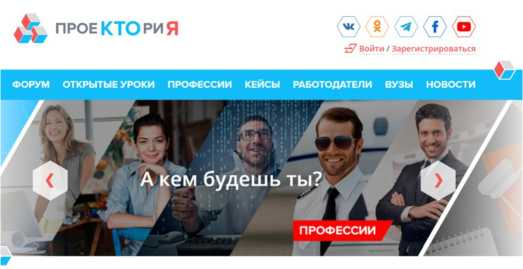 ПРОЕКТОРИЯ
Войти / Зарегистрироваться
ФОРУМ ОТКРЫТЫЕ УРОКИ ПРОФЕССИИ КЕЙСЫ РАБОТОДАТЕЛИ ВУЗЫ НОВОСТИ
А кем будешь ты?
ПРОФЕССИИ